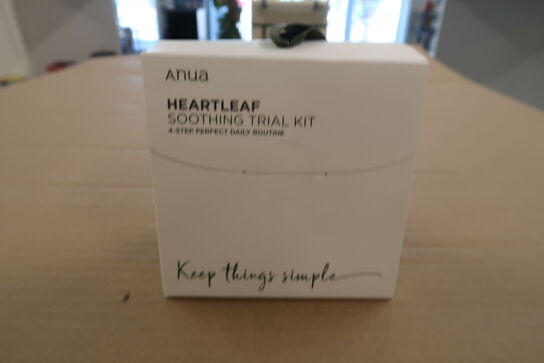 Anua
HEARTLEAF
SOOTHING TRIAL KIT
4-STEP PERFECT DAILY ROUTINE
Keep things simple